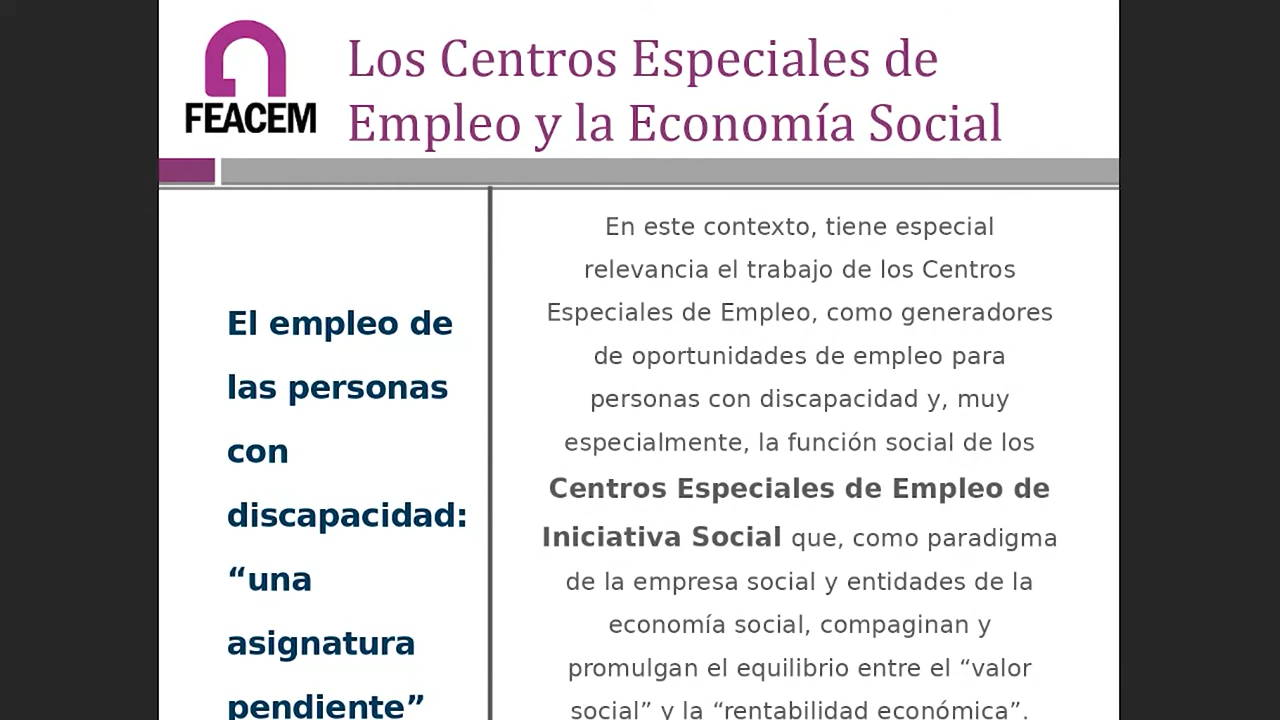 FEACEM
Los Centros Especiales de
Empleo y la Economía Social
El empleo de
las personas
con
discapacidad:
“una
asignatura
pendiente”
En este contexto, tiene especial
relevancia el trabajo de los Centros
Especiales de Empleo, como generadores
de oportunidades de empleo para
personas con discapacidad y, muy
especialmente, la función social de los
Centros Especiales de Empleo de
Iniciativa Social que, como paradigma
de la empresa social y entidades de la
economía social, compaginan y
promulgan el equilibrio entre el “valor
social” y la “rentabilidad económica”.